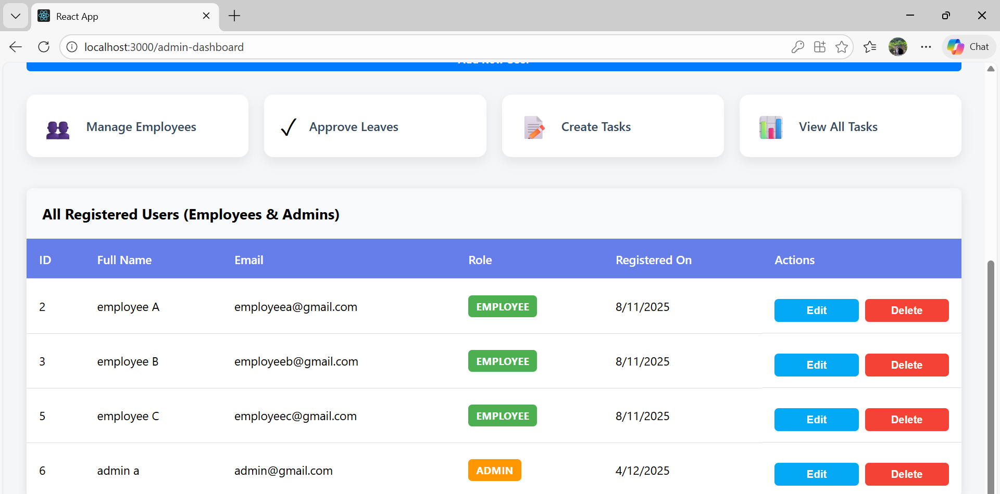 React App
localhost:3000/admin-dashboard
Chat
Manage Employees
Approve Leaves
Create Tasks
View All Tasks
All Registered Users (Employees & Admins)
ID Full Name Email Role Registered On Actions
2 employee A employeea@gmail.com EMPLOYEE 8/11/2025 Edit Delete
3 employee B employeeb@gmail.com EMPLOYEE 8/11/2025 Edit Delete
5 employee C employeec@gmail.com EMPLOYEE 8/11/2025 Edit Delete
6 admin a admin@gmail.com ADMIN 4/12/2025 Edit Delete